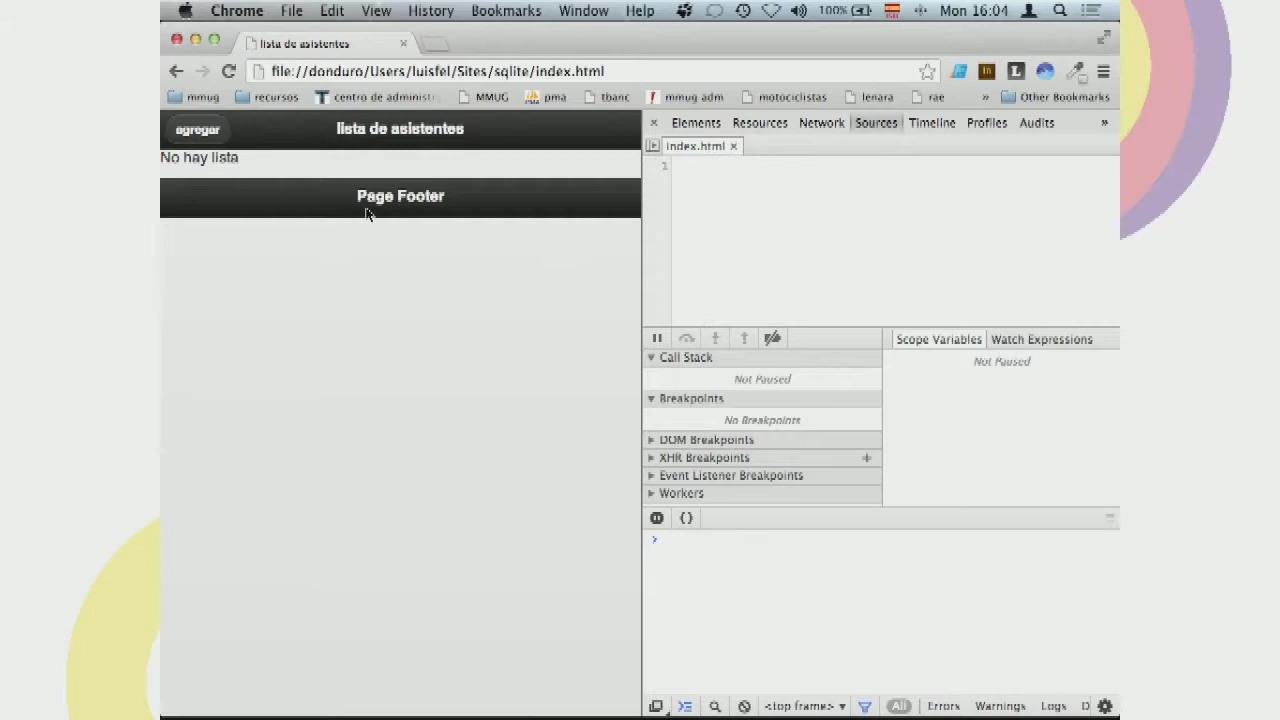 Chrome File Edit View History Bookmarks Window Help 100% Mon 16:04
lista de asistentes
file://donduro/Users/luisfel/Sites/sqlite/index.html
mmug recursos centro de administr MMUG pma tbanc mmug adm motociclistas lenara rae » Other Bookmarks
agregar lista de asistentes
No hay lista
Page Footer
Elements Resources Network Sources Timeline Profiles Audits »
index.html
1
Scope Variables Watch Expressions
Call Stack
Not Paused
Not Paused
Breakpoints
No Breakpoints
DOM Breakpoints
XHR Breakpoints +
Event Listener Breakpoints
Workers
{}
>
<top frame> All Errors Warnings Logs D